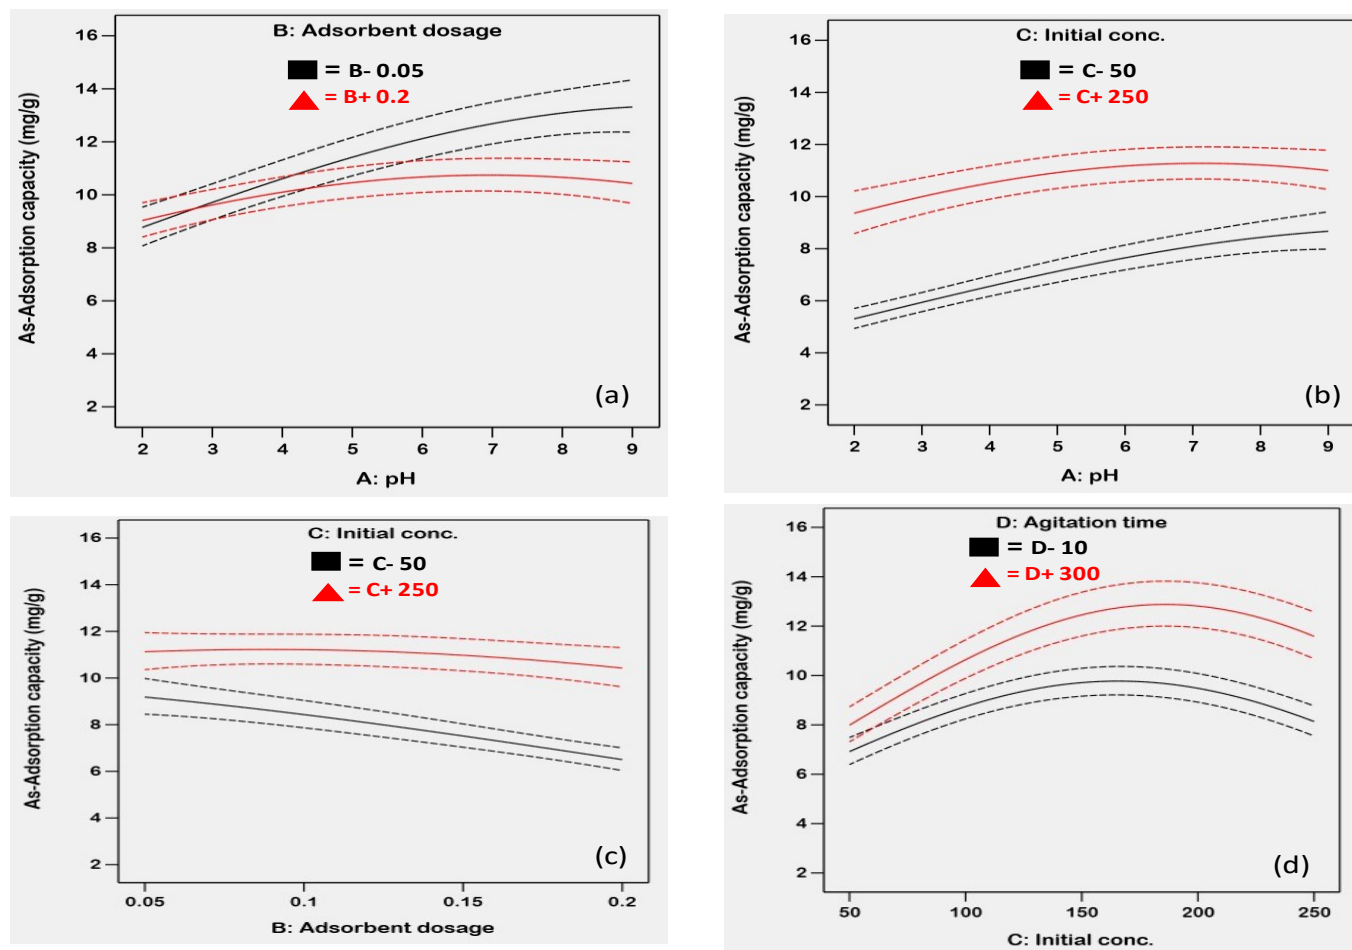 B: Adsorbent dosage
= B- 0.05
= B+ 0.2
As-Adsorption capacity (mg/g)
16
14
12
10
8
6
4
2
(a)
2 3 4 5 6 7 8 9
A: pH
C: Initial conc.
= C- 50
= C+ 250
As-Adsorption capacity (mg/g)
16
14
12
10
8
6
4
2
(b)
2 3 4 5 6 7 8 9
A: pH
C: Initial conc.
= C- 50
= C+ 250
As-Adsorption capacity (mg/g)
16
14
12
10
8
6
4
2
(c)
0.05 0.1 0.15 0.2
B: Adsorbent dosage
D: Agitation time
= D- 10
= D+ 300
As-Adsorption capacity (mg/g)
16
14
12
10
8
6
4
2
(d)
50 100 150 200 250
C: Initial conc.